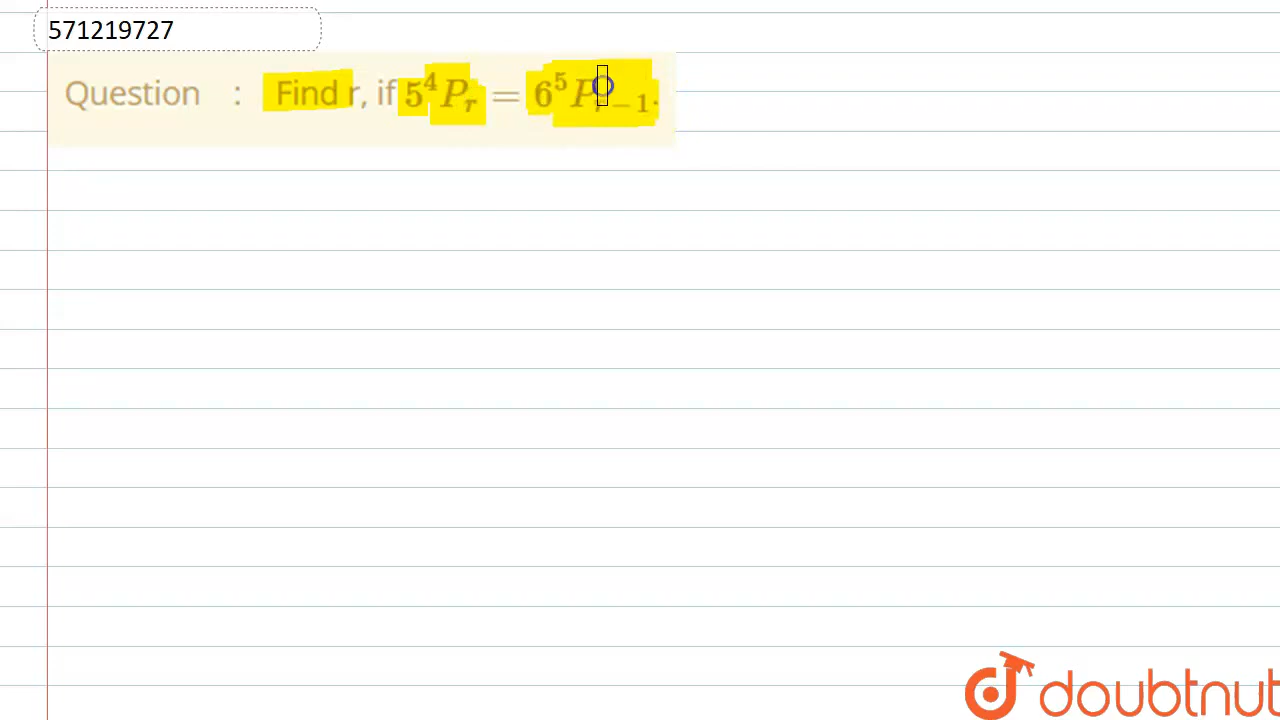 571219727
Question : Find r, if 5⁴Pᵣ = 6⁵Pᵣ₋₁.
doubtnut